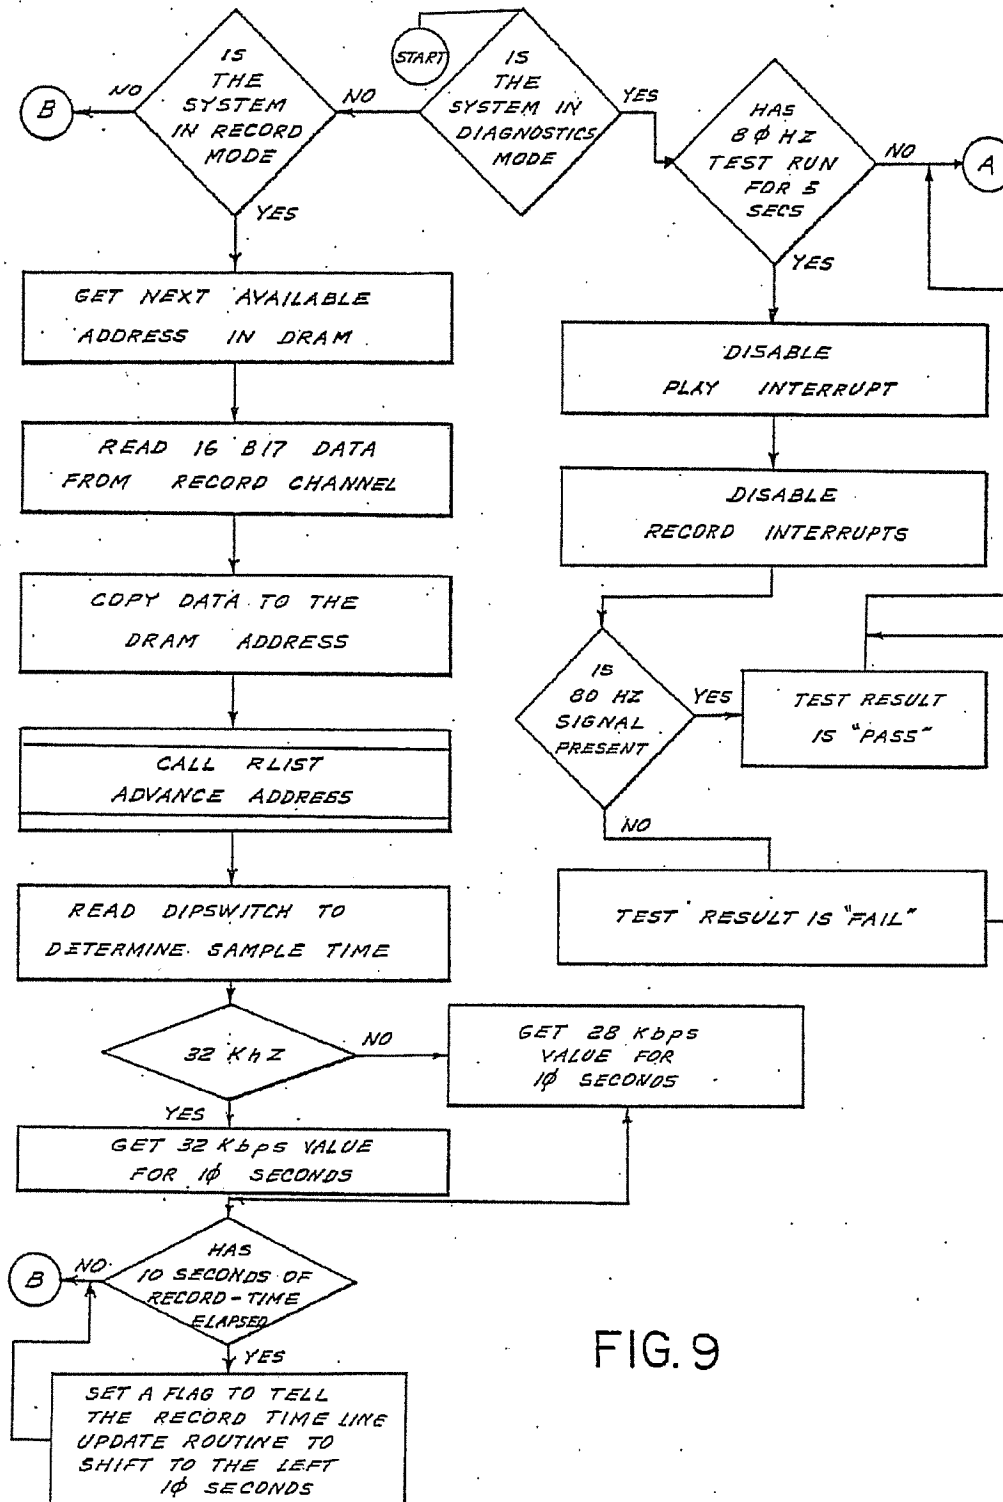 START
IS
THE
SYSTEM
IN RECORD
MODE
NO
B
YES
IS
THE
SYSTEM IN
DIAGNOSTICS
MODE
NO
YES
HAS
8φ HZ
TEST RUN
FOR 5
SECS
NO
A
YES
GET NEXT AVAILABLE
ADDRESS IN DRAM
READ 16 B17 DATA
FROM RECORD CHANNEL
COPY DATA TO THE
DRAM ADDRESS
CALL RLIST
ADVANCE ADDRESS
READ DIPSWITCH TO
DETERMINE SAMPLE TIME
32 KhZ
NO
YES
GET 28 Kbps
VALUE FOR
1φ SECONDS
GET 32 Kbps VALUE
FOR 1φ SECONDS
HAS
10 SECONDS OF
RECORD-TIME
ELAPSED
NO
B
YES
SET A FLAG TO TELL
THE RECORD TIME LINE
UPDATE ROUTINE TO
SHIFT TO THE LEFT
1φ SECONDS
DISABLE
PLAY INTERRUPT
DISABLE
RECORD INTERRUPTS
IS
80 HZ
SIGNAL
PRESENT
YES
NO
TEST RESULT
IS "PASS"
TEST RESULT IS "FAIL"
FIG. 9